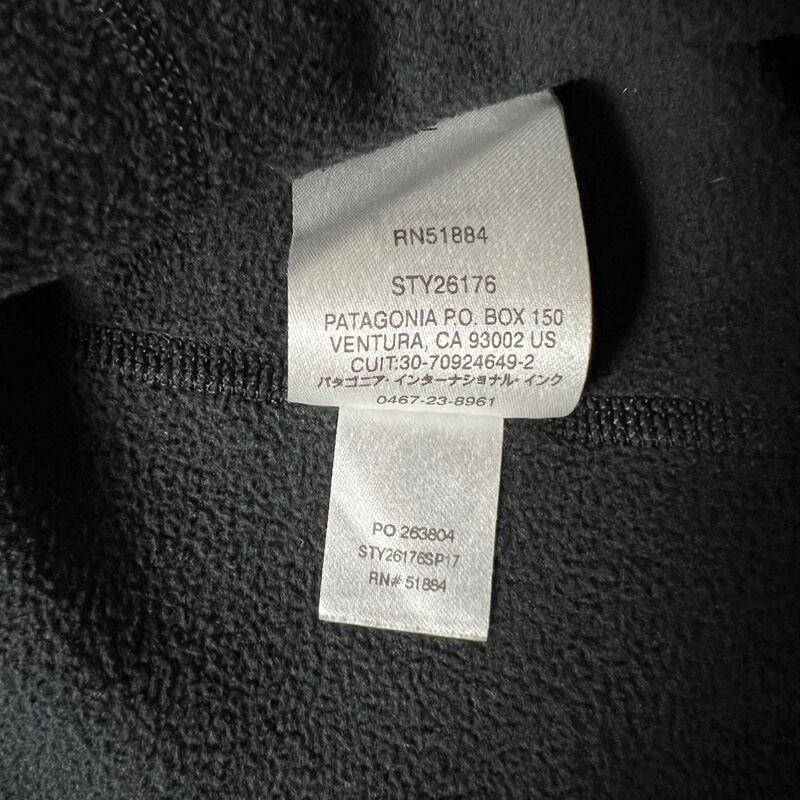 RN51884
STY26176
PATAGONIA P.O. BOX 150
VENTURA, CA 93002 US
CUIT:30-70924649-2
パタゴニア・インターナショナル・インク
0467-23-8961
PO 263804
STY26176SP17
RN# 51884